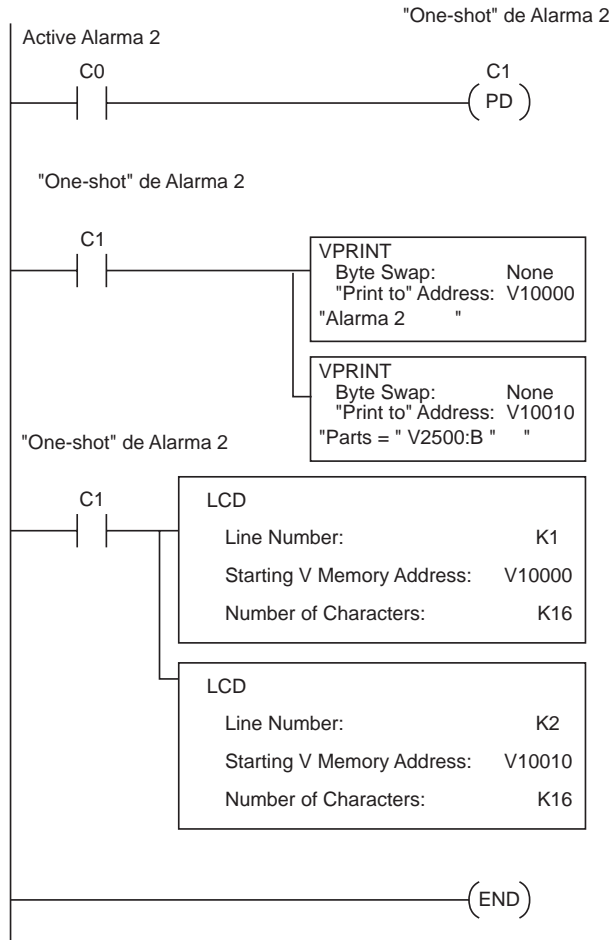 "One-shot" de Alarma 2
Active Alarma 2
C0
C1
PD
"One-shot" de Alarma 2
C1
VPRINT
Byte Swap: None
"Print to" Address: V10000
"Alarma 2 "
VPRINT
Byte Swap: None
"Print to" Address: V10010
"Parts = " V2500:B " "
"One-shot" de Alarma 2
C1
LCD
Line Number: K1
Starting V Memory Address: V10000
Number of Characters: K16
LCD
Line Number: K2
Starting V Memory Address: V10010
Number of Characters: K16
END